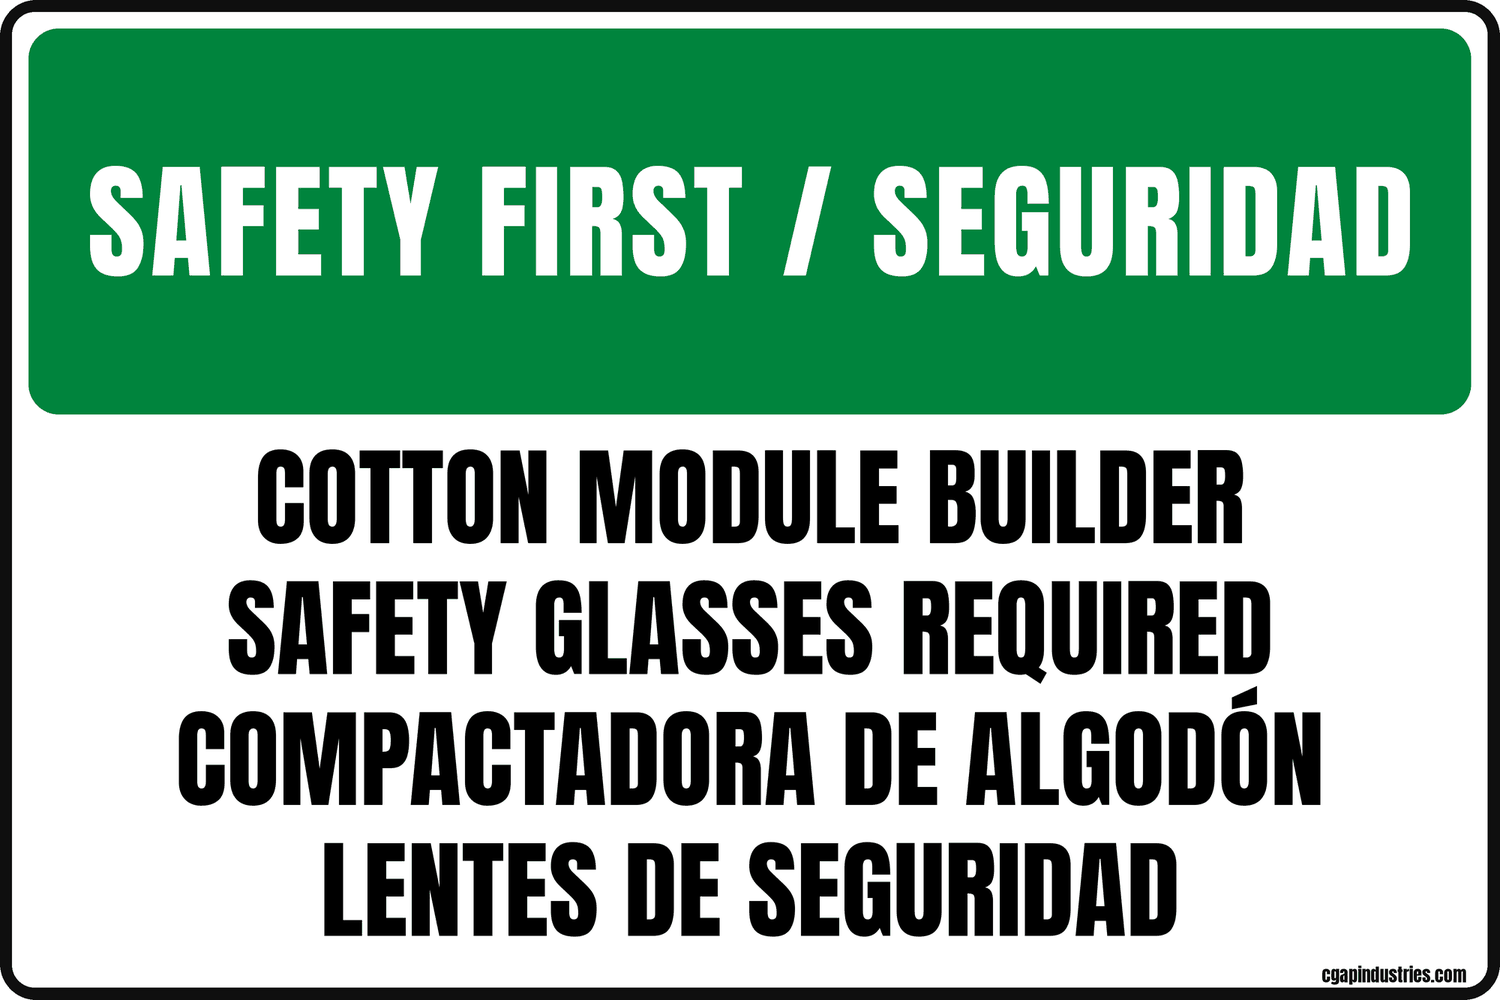 SAFETY FIRST / SEGURIDAD
COTTON MODULE BUILDER
SAFETY GLASSES REQUIRED
COMPACTADORA DE ALGODÓN
LENTES DE SEGURIDAD
cgapindustries.com